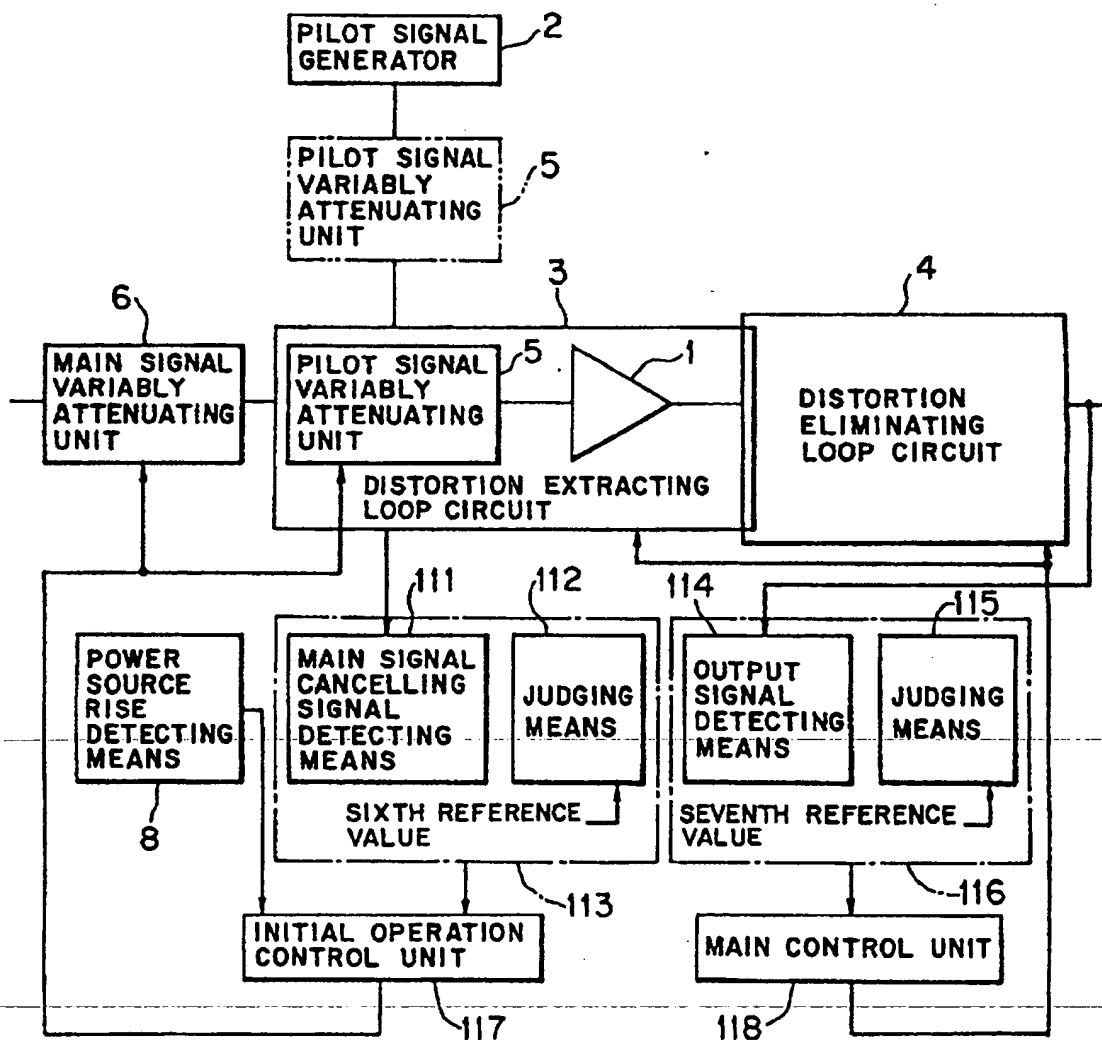 PILOT SIGNAL
GENERATOR
2
PILOT SIGNAL
VARIABLY
ATTENUATING
UNIT
5
6
3
4
MAIN SIGNAL
VARIABLY
ATTENUATING
UNIT
PILOT SIGNAL
VARIABLY
ATTENUATING
UNIT
5
1
DISTORTION
ELIMINATING
LOOP CIRCUIT
DISTORTION EXTRACTING
LOOP CIRCUIT
111
112
114
115
POWER
SOURCE
RISE
DETECTING
MEANS
MAIN SIGNAL
CANCELLING
SIGNAL
DETECTING
MEANS
JUDGING
MEANS
OUTPUT
SIGNAL
DETECTING
MEANS
JUDGING
MEANS
8
SIXTH REFERENCE
VALUE
SEVENTH REFERENCE
VALUE
113
116
INITIAL OPERATION
CONTROL UNIT
MAIN CONTROL UNIT
117
118